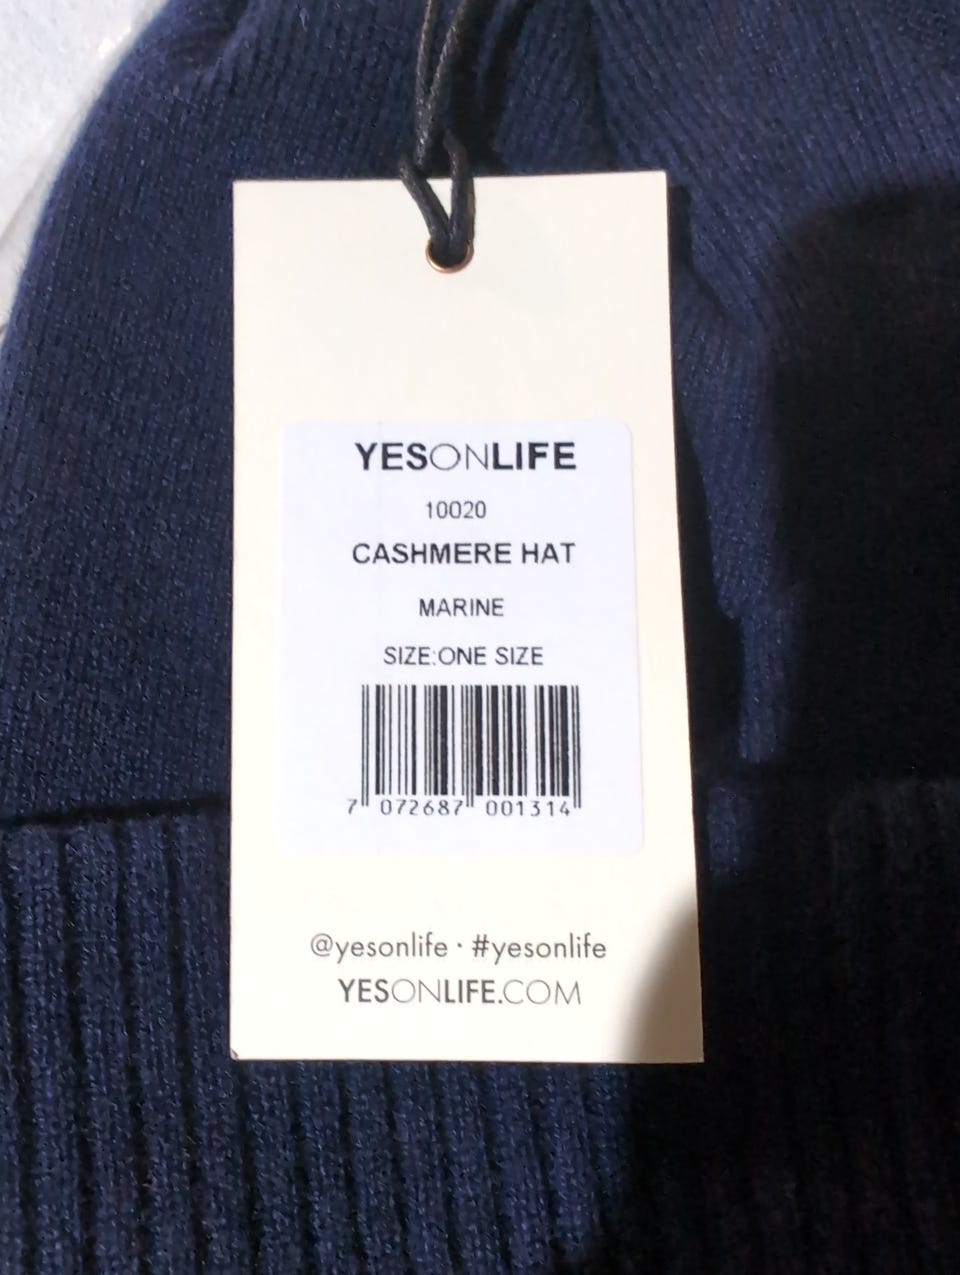 YESONLIFE
10020
CASHMERE HAT
MARINE
SIZE:ONE SIZE
7 072687 001314
@yesonlife · #yesonlife
YESONLIFE.COM